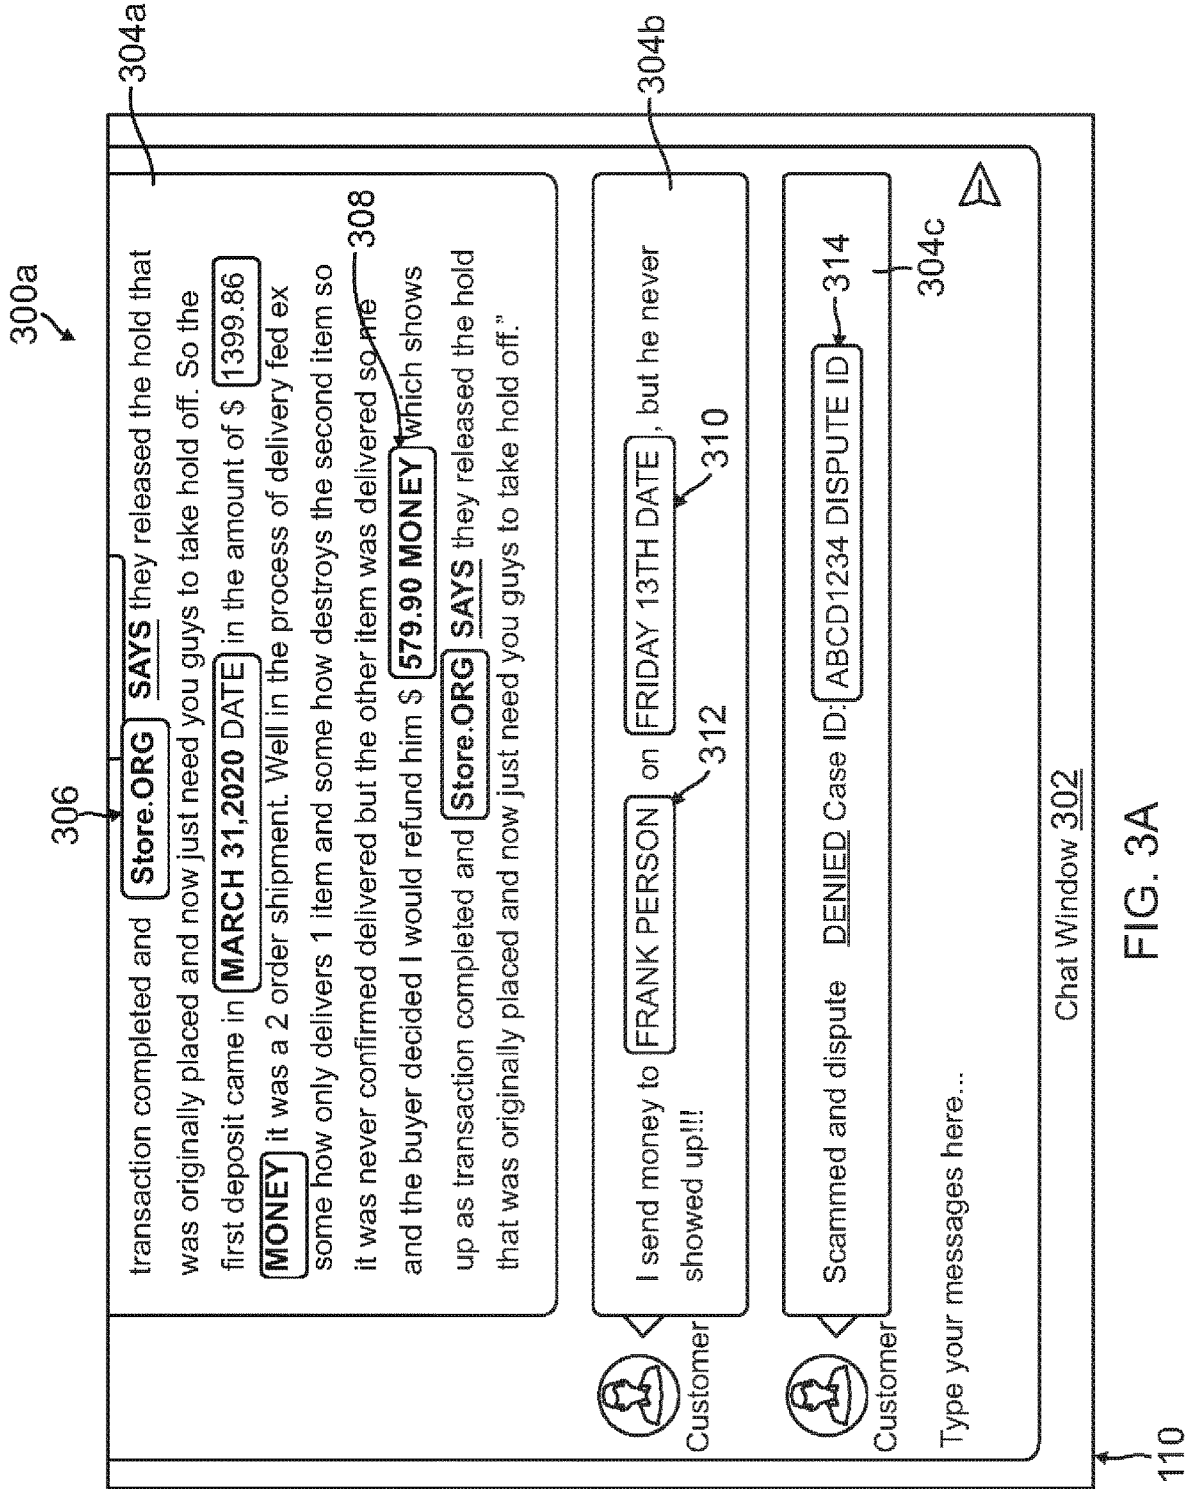 300a
304a
306
transaction completed and Store.ORG SAYS they released the hold that
was originally placed and now just need you guys to take hold off. So the
first deposit came in MARCH 31,2020 DATE in the amount of $ 1399.86
MONEY it was a 2 order shipment. Well in the process of delivery fed ex
some how only delivers 1 item and some how destroys the second item so
it was never confirmed delivered but the other item was delivered so me
308
and the buyer decided I would refund him $ 579.90 MONEY which shows
up as transaction completed and Store.ORG SAYS they released the hold
that was originally placed and now just need you guys to take hold off.”
304b
I send money to FRANK PERSON on FRIDAY 13TH DATE , but he never
showed up!!!
312
310
Customer
Scammed and dispute DENIED Case ID: ABCD1234 DISPUTE ID
314
304c
Customer
Type your messages here...
Chat Window 302
110
FIG. 3A